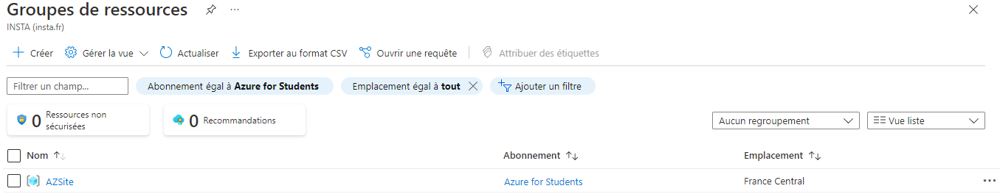 Groupes de ressources
INSTA (insta.fr)
Créer Gérer la vue Actualiser Exporter au format CSV Ouvrir une requête Attribuer des étiquettes
Filtrer un champ... Abonnement égal à Azure for Students Emplacement égal à tout Ajouter un filtre
0 Ressources non sécurisées 0 Recommandations
Aucun regroupement Vue liste
Nom Abonnement Emplacement
AZSite Azure for Students France Central